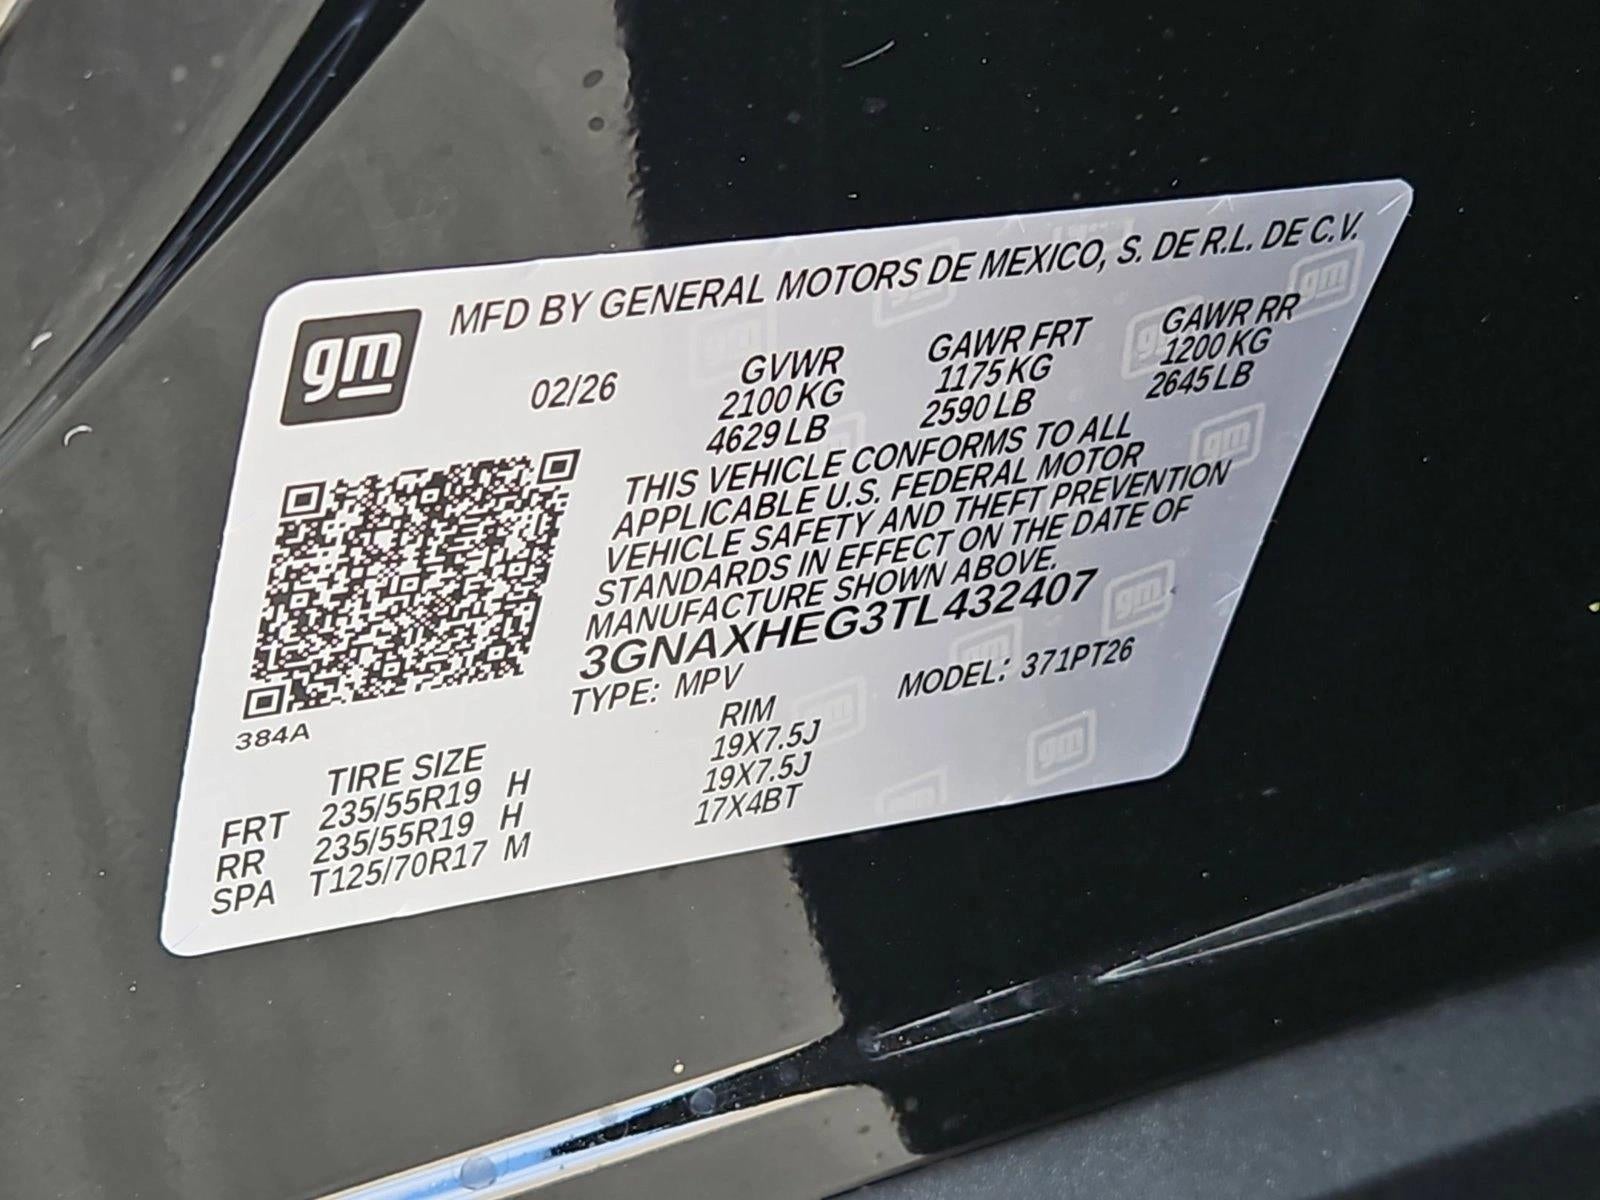 gm
MFD BY GENERAL MOTORS DE MEXICO, S. DE R.L. DE C.V.
02/26
GVWR
2100 KG
4629 LB
GAWR FRT
1175 KG
2590 LB
GAWR RR
1200 KG
2645 LB
THIS VEHICLE CONFORMS TO ALL
APPLICABLE U.S. FEDERAL MOTOR
VEHICLE SAFETY AND THEFT PREVENTION
STANDARDS IN EFFECT ON THE DATE OF
MANUFACTURE SHOWN ABOVE.
3GNAXHEG3TL432407
TYPE: MPV MODEL: 371PT26
384A
TIRE SIZE RIM
FRT 235/55R19 H 19X7.5J
RR 235/55R19 H 19X7.5J
SPA T125/70R17 M 17X4BT